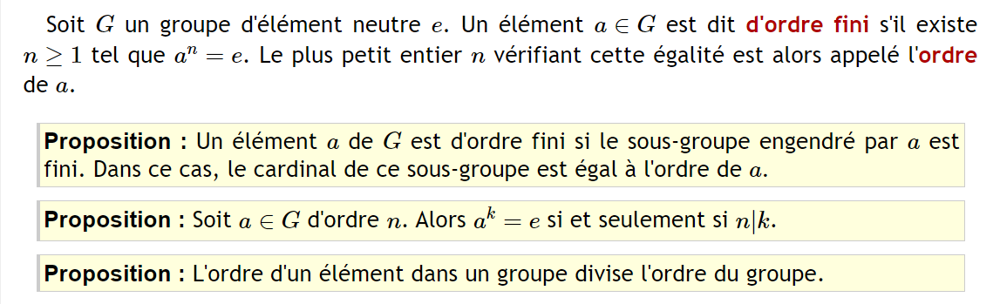 Soit G un groupe d'élément neutre e. Un élément a ∈ G est dit d'ordre fini s'il existe
n ≥ 1 tel que aⁿ = e. Le plus petit entier n vérifiant cette égalité est alors appelé l'ordre
de a.
Proposition : Un élément a de G est d'ordre fini si le sous-groupe engendré par a est
fini. Dans ce cas, le cardinal de ce sous-groupe est égal à l'ordre de a.
Proposition : Soit a ∈ G d'ordre n. Alors aᵏ = e si et seulement si n|k.
Proposition : L'ordre d'un élément dans un groupe divise l'ordre du groupe.